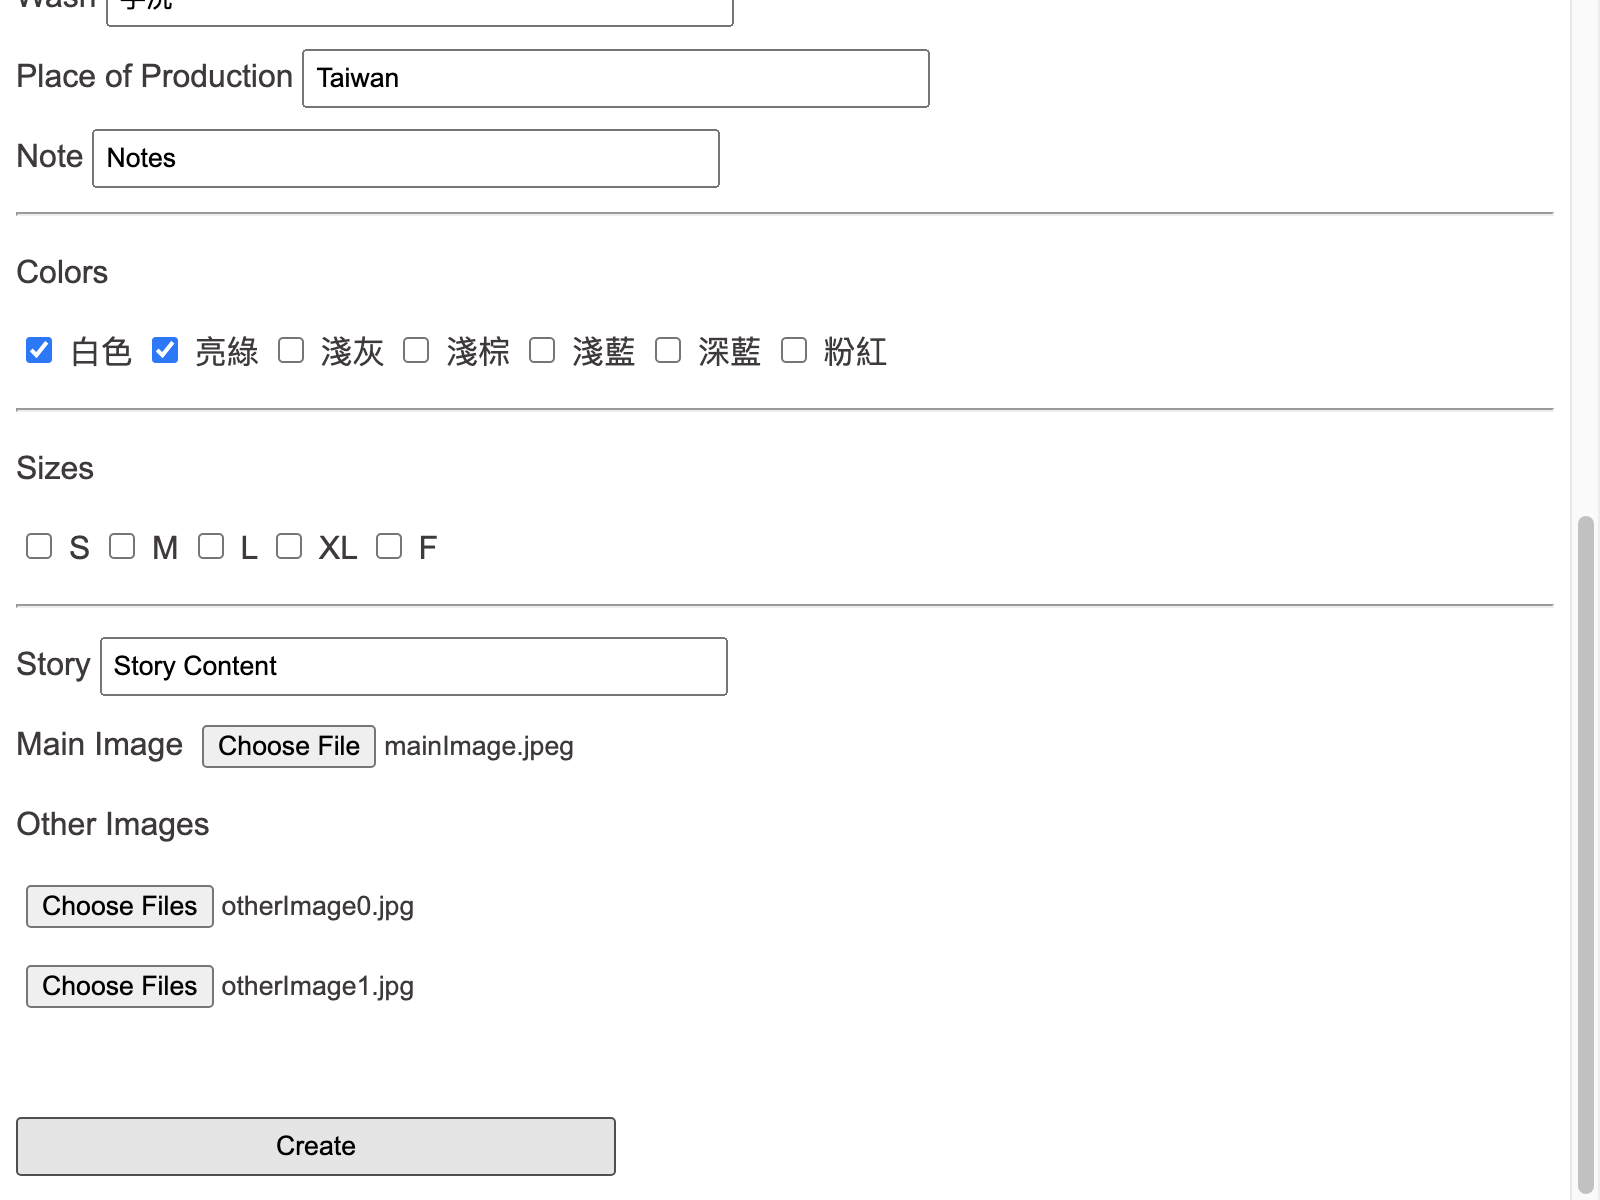 Wash 手洗
Place of Production Taiwan
Note Notes
Colors
白色 亮綠 淺灰 淺棕 淺藍 深藍 粉紅
Sizes
S M L XL F
Story Story Content
Main Image Choose File mainImage.jpeg
Other Images
Choose Files otherImage0.jpg
Choose Files otherImage1.jpg
Create